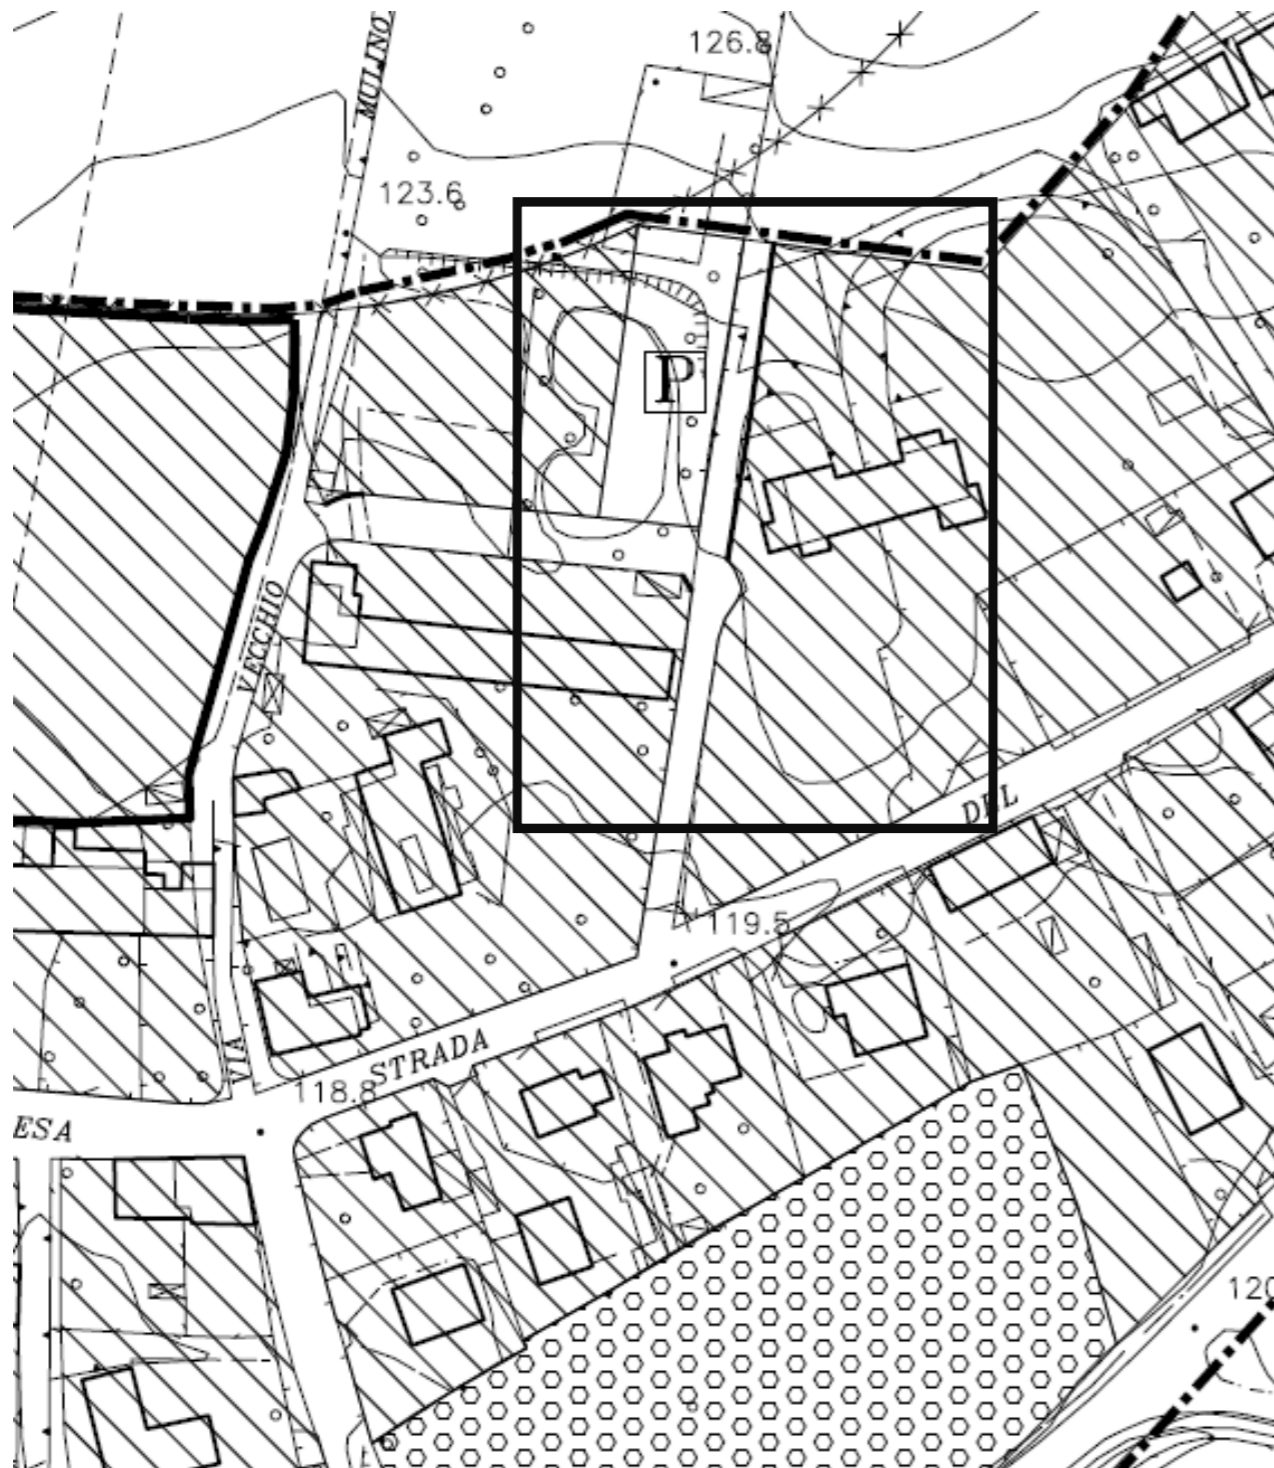 126.8
MULINO
123.6
P
VECCHIO
DEL
119.5
STRADA
VIA
118.8
ESA
120